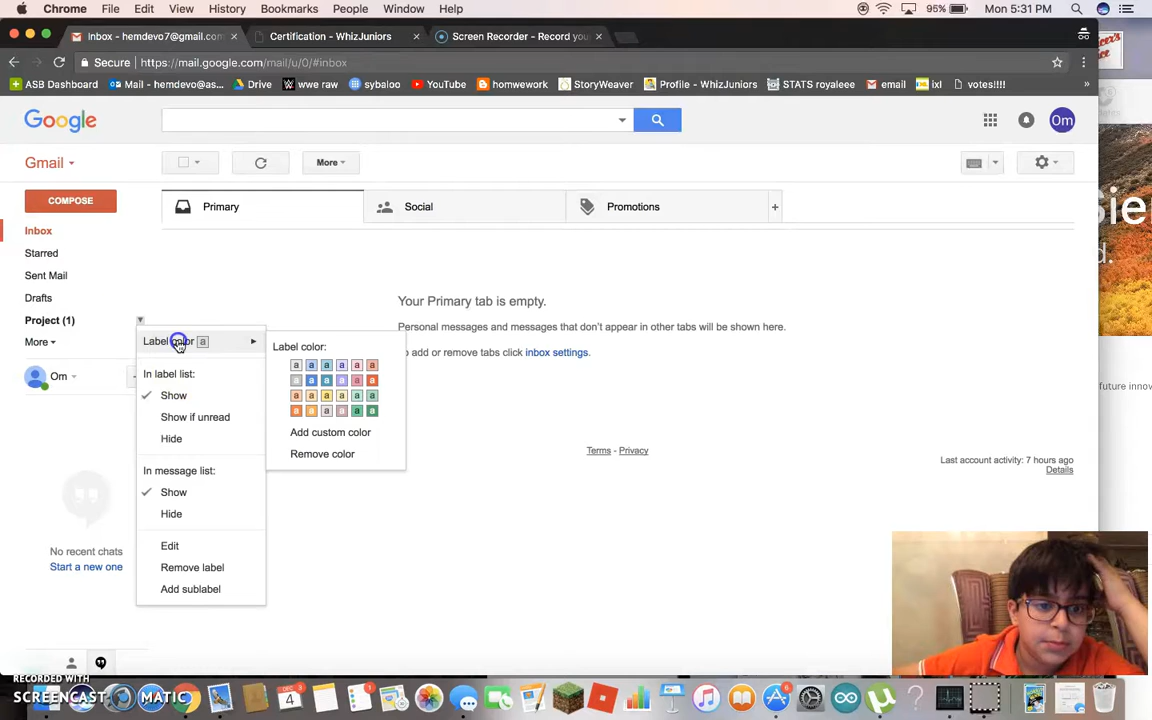 Chrome File Edit View History Bookmarks People Window Help 95% Mon 5:31 PM
Inbox - hemdevo7@gmail.com × Certification - WhizJuniors × Screen Recorder - Record your ×
Secure https://mail.google.com/mail/u/0/#inbox
ASB Dashboard Mail - hemdevo@as... Drive wwe raw sybaloo YouTube homwework StoryWeaver Profile - WhizJuniors STATS royaleee email ixl votes!!!!
Google Om
Gmail More
COMPOSE Primary Social Promotions +
Inbox
Starred
Sent Mail
Drafts
Project (1)
More
Om
No recent chats
Start a new one
Label color a
In label list:
Show
Show if unread
Hide
In message list:
Show
Hide
Edit
Remove label
Add sublabel
Label color:
a a a a a a
a a a a a a
a a a a a a
a a a a a a
Add custom color
Remove color
Your Primary tab is empty.
Personal messages and messages that don't appear in other tabs will be shown here.
o add or remove tabs click inbox settings.
Terms - Privacy
Last account activity: 7 hours ago
Details
Sie
d.
future innov
RECORDED WITH
SCREENCAST MATIC